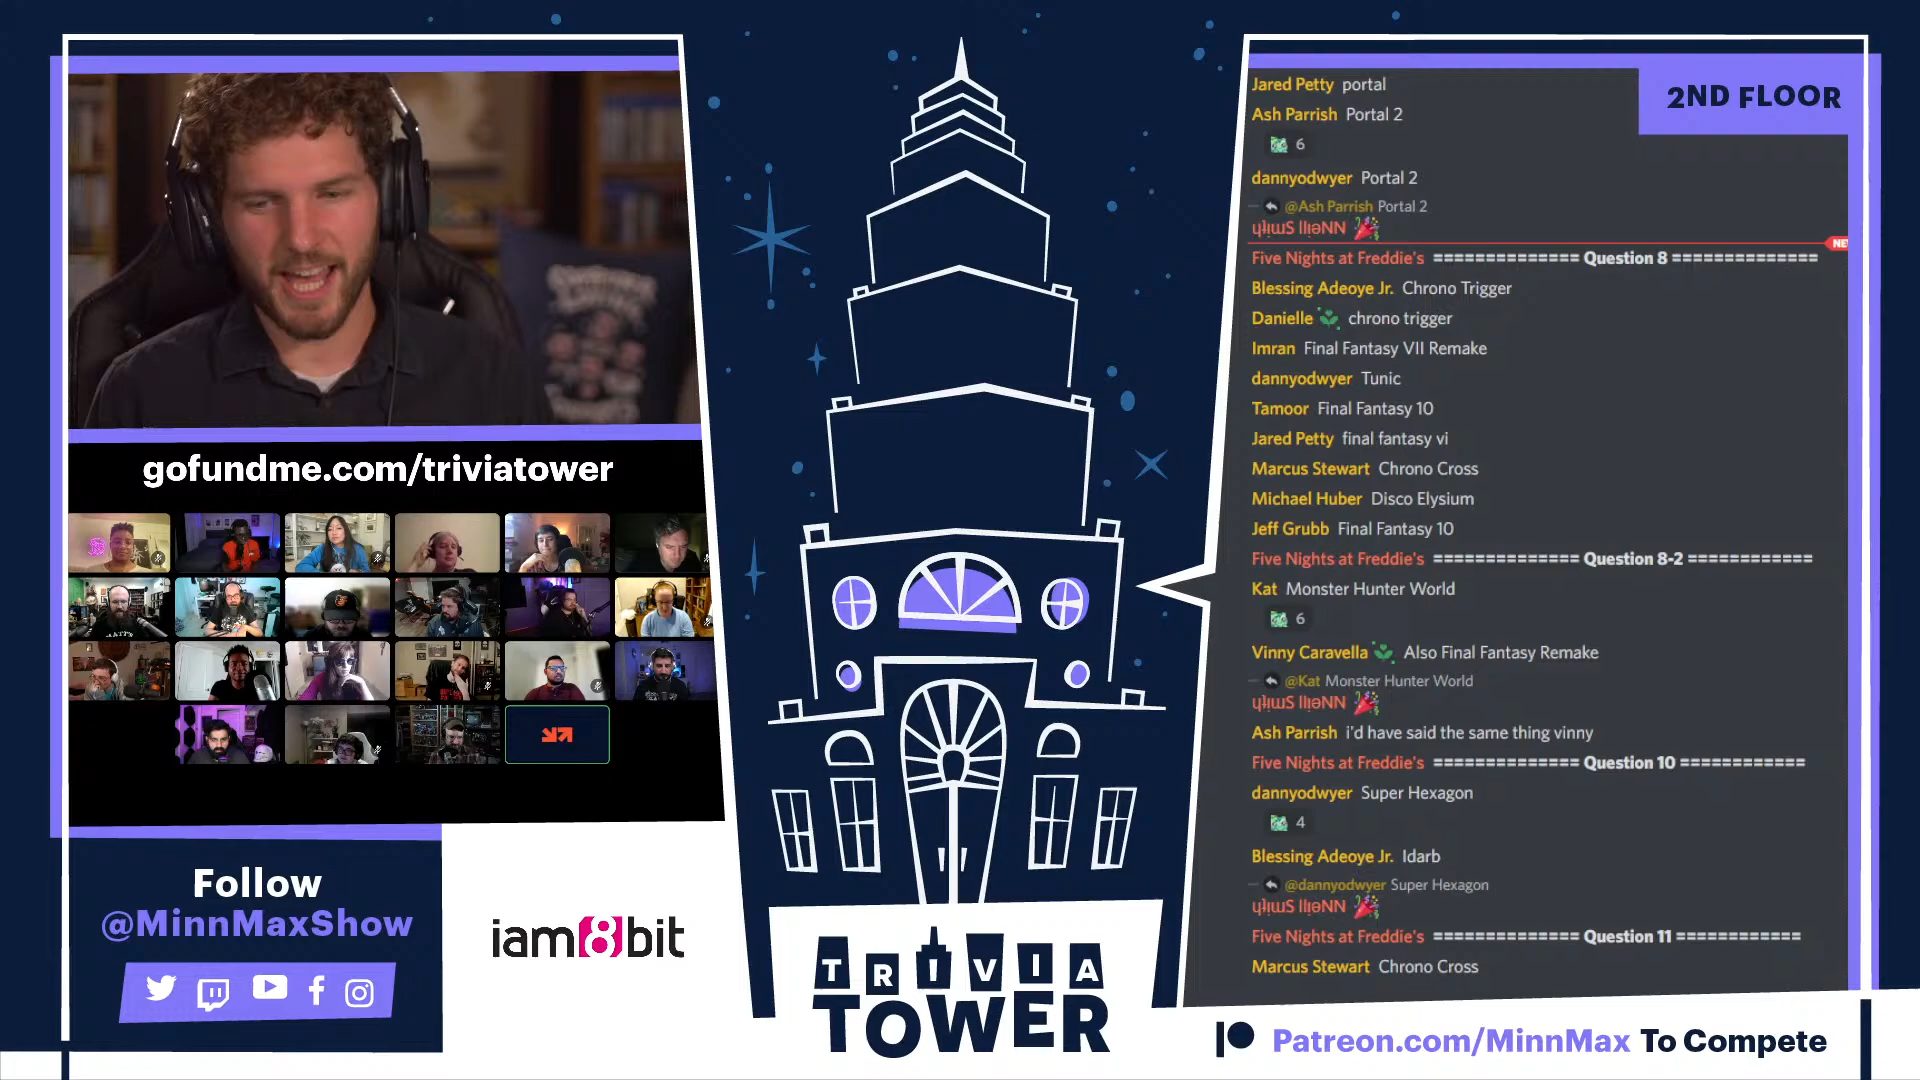 gofundme.com/triviatower
Follow
@MinnMaxShow
iam8bit
TRIVIA
TOWER
2ND FLOOR
Jared Petty portal
Ash Parrish Portal 2
6
dannyodwyer Portal 2
@Ash Parrish Portal 2
Five Nights at Freddie's ============== Question 8 ==============
Blessing Adeoye Jr. Chrono Trigger
Danielle chrono trigger
Imran Final Fantasy VII Remake
dannyodwyer Tunic
Tamoor Final Fantasy 10
Jared Petty final fantasy vi
Marcus Stewart Chrono Cross
Michael Huber Disco Elysium
Jeff Grubb Final Fantasy 10
Five Nights at Freddie's ============== Question 8-2 ============
Kat Monster Hunter World
6
Vinny Caravella Also Final Fantasy Remake
@Kat Monster Hunter World
Ash Parrish i'd have said the same thing vinny
Five Nights at Freddie's ============== Question 10 ============
dannyodwyer Super Hexagon
4
Blessing Adeoye Jr. Idarb
@dannyodwyer Super Hexagon
Five Nights at Freddie's ============== Question 11 ============
Marcus Stewart Chrono Cross
Patreon.com/MinnMax To Compete